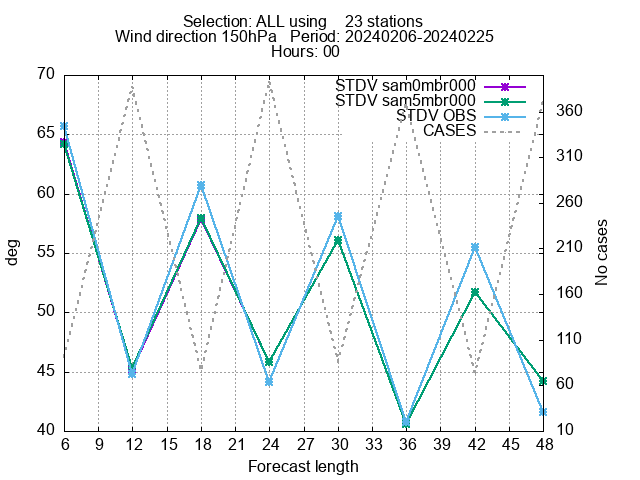 Selection: ALL using    23 stations
Wind direction 150hPa   Period: 20240206-20240225
Hours: 00
STDV sam0mbr000
STDV sam5mbr000
STDV OBS
CASES
70
65
60
55
50
45
40
deg
360
310
260
210
160
110
60
10
No cases
6 9 12 15 18 21 24 27 30 33 36 39 42 45 48
Forecast length